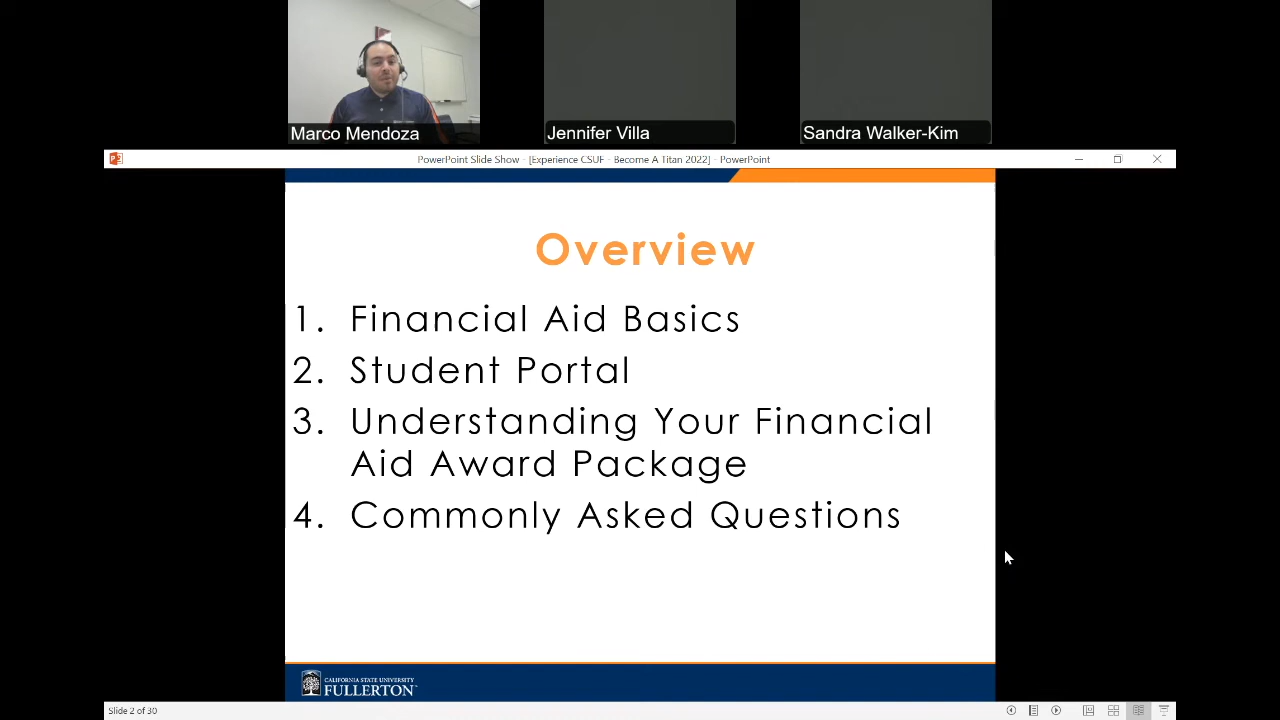 Marco Mendoza
Jennifer Villa
Sandra Walker-Kim
PowerPoint Slide Show - [Experience CSUF - Become A Titan 2022] - PowerPoint
Overview
1. Financial Aid Basics
2. Student Portal
3. Understanding Your Financial
Aid Award Package
4. Commonly Asked Questions
CALIFORNIA STATE UNIVERSITY
FULLERTON
Slide 2 of 30